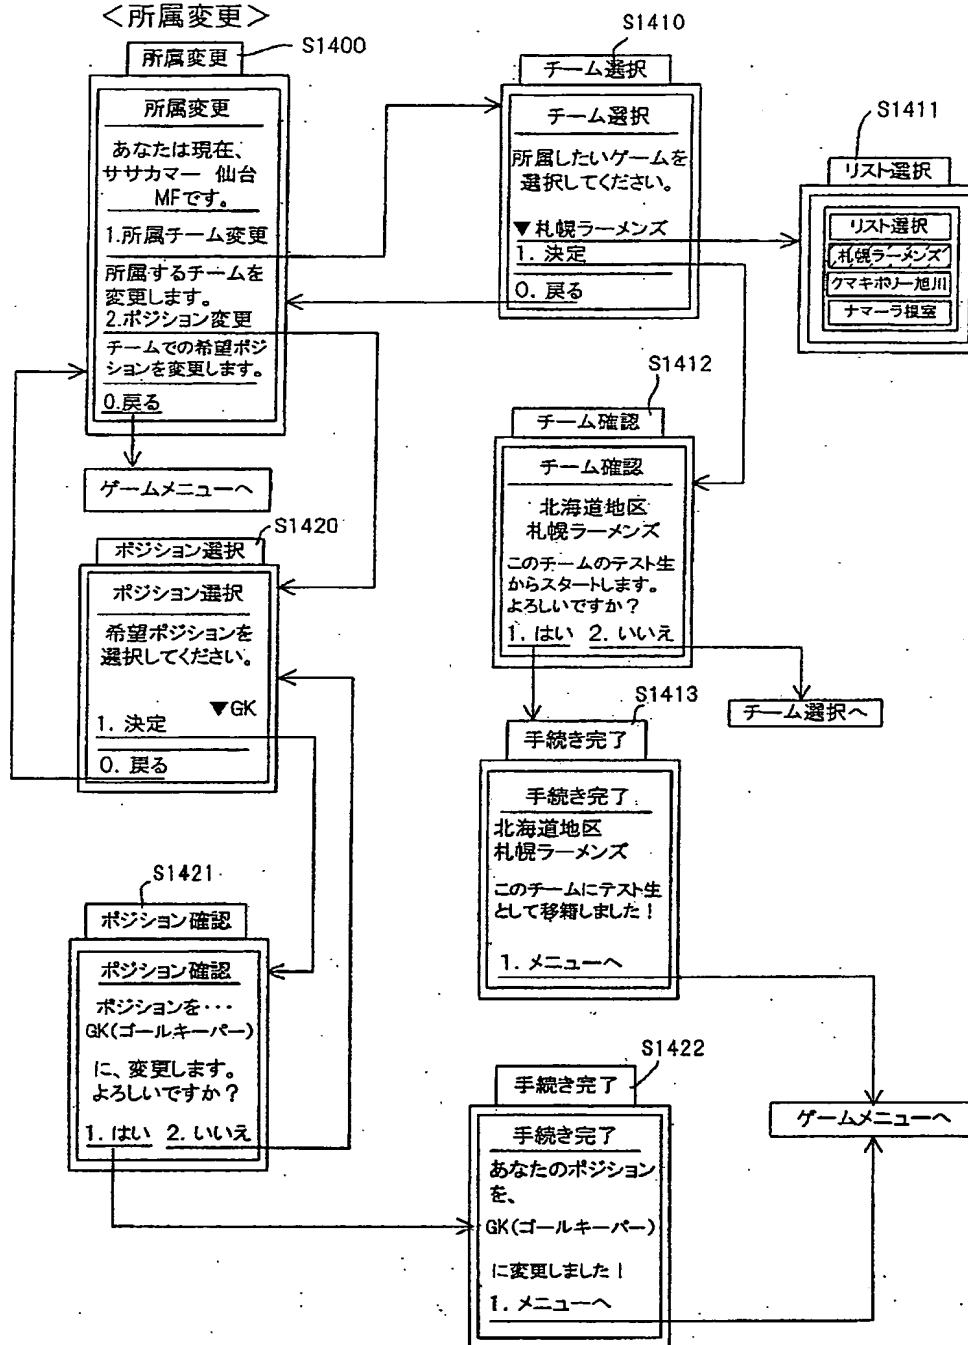 <所属変更>
S1400
所属変更
所属変更
あなたは現在、
ササカマー 仙台
MFです。
1.所属チーム変更
所属するチームを
変更します。
2.ポジション変更
チームでの希望ポジ
ションを変更します。
0.戻る
ゲームメニューへ
S1410
チーム選択
チーム選択
所属したいゲームを
選択してください。
▼札幌ラーメンズ
1. 決定
0. 戻る
S1411
リスト選択
リスト選択
札幌ラーメンズ
クマキボリー旭川
ナマーラ根室
S1412
チーム確認
チーム確認
北海道地区
札幌ラーメンズ
このチームのテスト生
からスタートします。
よろしいですか？
1. はい 2. いいえ
チーム選択へ
S1413
手続き完了
手続き完了
北海道地区
札幌ラーメンズ
このチームにテスト生
として移籍しました！
1. メニューへ
S1420
ポジション選択
ポジション選択
希望ポジションを
選択してください。
▼GK
1. 決定
0. 戻る
S1421
ポジション確認
ポジション確認
ポジションを・・・
GK(ゴールキーパー)
に、変更します。
よろしいですか？
1. はい 2. いいえ
S1422
手続き完了
手続き完了
あなたのポジション
を、
GK(ゴールキーパー)
に変更しました！
1. メニューへ
ゲームメニューへ